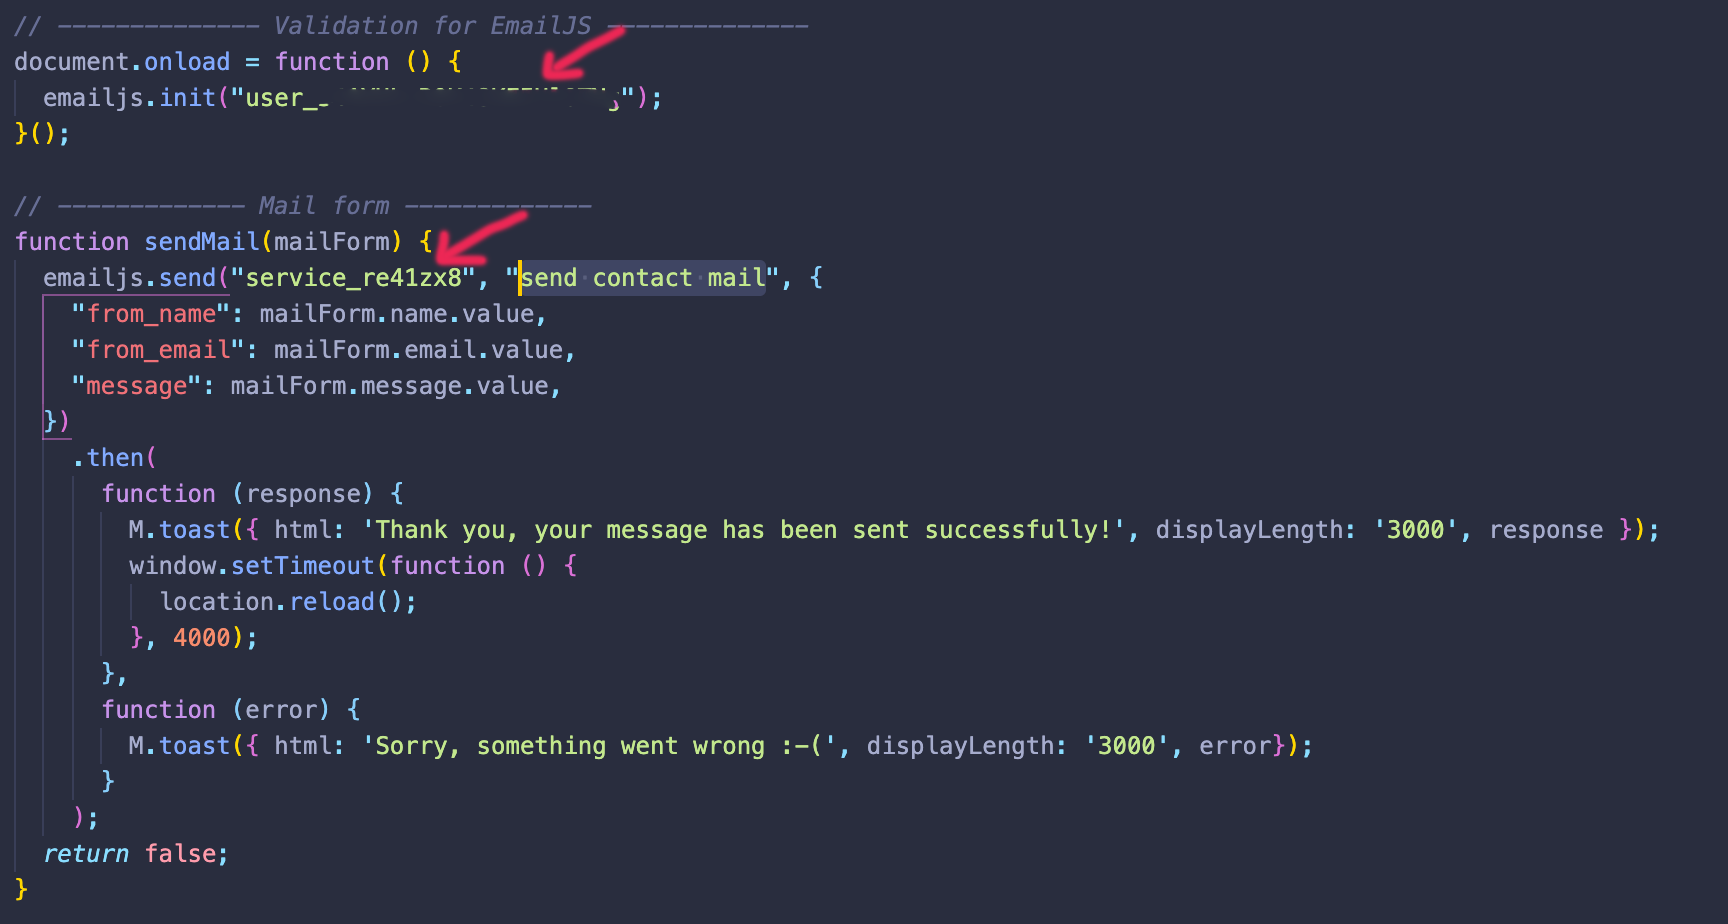 // -------------- Validation for EmailJS --------------
document.onload = function () {
emailjs.init("user_");
}();
// ------------- Mail form -------------
function sendMail(mailForm) {
emailjs.send("service_re41zx8", "send contact mail", {
"from_name": mailForm.name.value,
"from_email": mailForm.email.value,
"message": mailForm.message.value,
})
.then(
function (response) {
M.toast({ html: 'Thank you, your message has been sent successfully!', displayLength: '3000', response });
window.setTimeout(function () {
location.reload();
}, 4000);
},
function (error) {
M.toast({ html: 'Sorry, something went wrong :-(', displayLength: '3000', error});
}
);
return false;
}